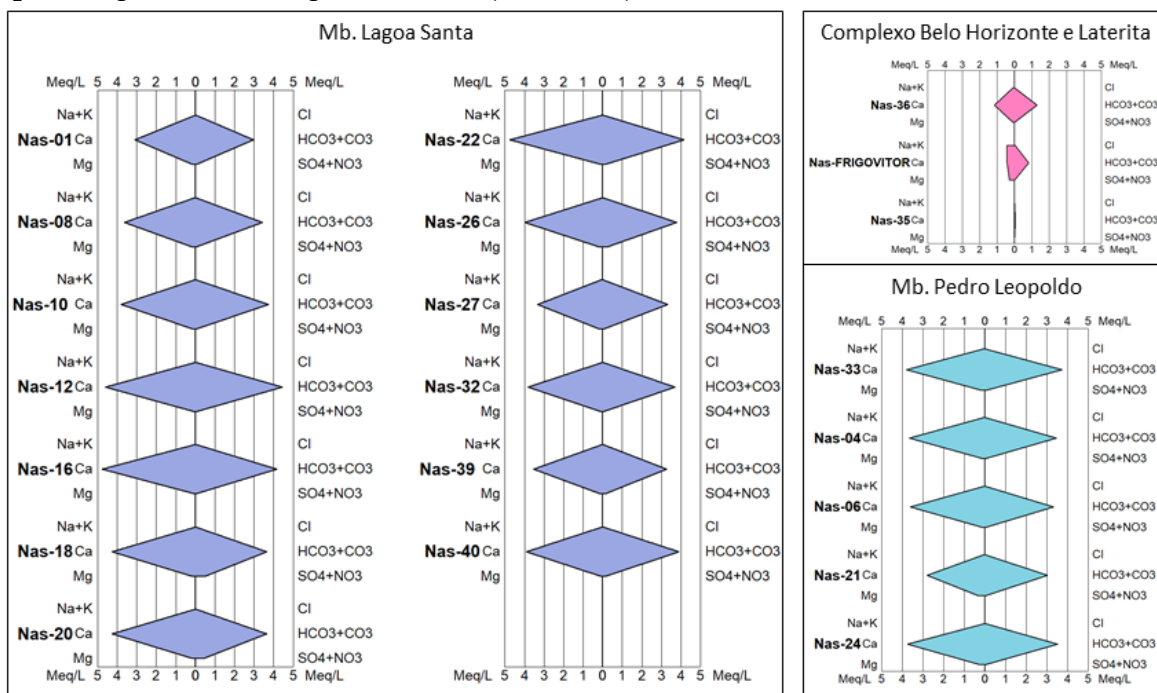 Mb. Lagoa Santa
Meq/L 5 4 3 2 1 0 1 2 3 4 5 Meq/L
Na+K Cl
Nas-01 Ca HCO3+CO3
Mg SO4+NO3
Na+K Cl
Nas-08 Ca HCO3+CO3
Mg SO4+NO3
Na+K Cl
Nas-10 Ca HCO3+CO3
Mg SO4+NO3
Na+K Cl
Nas-12 Ca HCO3+CO3
Mg SO4+NO3
Na+K Cl
Nas-16 Ca HCO3+CO3
Mg SO4+NO3
Na+K Cl
Nas-18 Ca HCO3+CO3
Mg SO4+NO3
Na+K Cl
Nas-20 Ca HCO3+CO3
Mg SO4+NO3
Meq/L 5 4 3 2 1 0 1 2 3 4 5 Meq/L
Meq/L 5 4 3 2 1 0 1 2 3 4 5 Meq/L
Na+K Cl
Nas-22 Ca HCO3+CO3
Mg SO4+NO3
Na+K Cl
Nas-26 Ca HCO3+CO3
Mg SO4+NO3
Na+K Cl
Nas-27 Ca HCO3+CO3
Mg SO4+NO3
Na+K Cl
Nas-32 Ca HCO3+CO3
Mg SO4+NO3
Na+K Cl
Nas-39 Ca HCO3+CO3
Mg SO4+NO3
Na+K Cl
Nas-40 Ca HCO3+CO3
Mg SO4+NO3
Meq/L 5 4 3 2 1 0 1 2 3 4 5 Meq/L
Complexo Belo Horizonte e Laterita
Meq/L 5 4 3 2 1 0 1 2 3 4 5 Meq/L
Na+K Cl
Nas-36 Ca HCO3+CO3
Mg SO4+NO3
Na+K Cl
Nas-FRIGOVITOR Ca HCO3+CO3
Mg SO4+NO3
Na+K Cl
Nas-35 Ca HCO3+CO3
Mg SO4+NO3
Meq/L 5 4 3 2 1 0 1 2 3 4 5 Meq/L
Mb. Pedro Leopoldo
Meq/L 5 4 3 2 1 0 1 2 3 4 5 Meq/L
Na+K Cl
Nas-33 Ca HCO3+CO3
Mg SO4+NO3
Na+K Cl
Nas-04 Ca HCO3+CO3
Mg SO4+NO3
Na+K Cl
Nas-06 Ca HCO3+CO3
Mg SO4+NO3
Na+K Cl
Nas-21 Ca HCO3+CO3
Mg SO4+NO3
Na+K Cl
Nas-24 Ca HCO3+CO3
Mg SO4+NO3
Meq/L 5 4 3 2 1 0 1 2 3 4 5 Meq/L